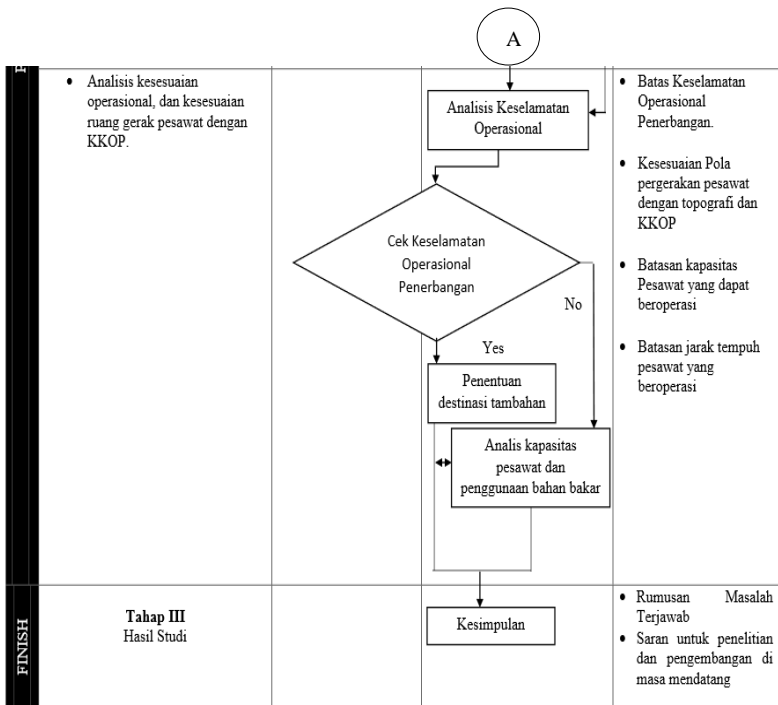 A
• Analisis kesesuaian
operasional, dan kesesuaian
ruang gerak pesawat dengan
KKOP.
Analisis Keselamatan
Operasional
Cek Keselamatan
Operasional
Penerbangan
No
Yes
Penentuan
destinasi tambahan
Analis kapasitas
pesawat dan
penggunaan bahan bakar
• Batas Keselamatan
Operasional
Penerbangan.
• Kesesuaian Pola
pergerakan pesawat
dengan topografi dan
KKOP
• Batasan kapasitas
Pesawat yang dapat
beroperasi
• Batasan jarak tempuh
pesawat yang
beroperasi
FINISH
Tahap III
Hasil Studi
Kesimpulan
• Rumusan Masalah
Terjawab
• Saran untuk penelitian
dan pengembangan di
masa mendatang